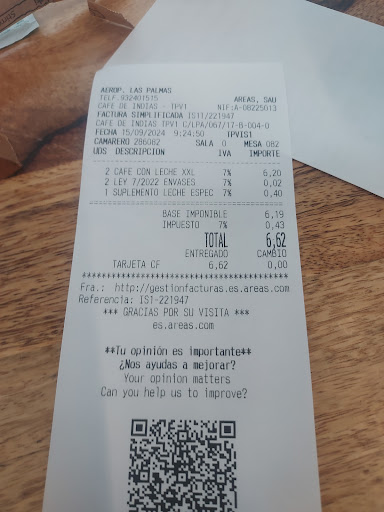 AEROP. LAS PALMAS
TELF.932401515 AREAS, SAU
CAFE DE INDIAS - TPV1 NIF:A-08225013
FACTURA SIMPLIFICADA IS11/221947
CAFE DE INDIAS TPV1 C/LPA/067/17-B-004-0
FECHA 15/09/2024 9:24:50 IPVIS1
CAMARERO 286082 SALA 0 MESA 082
UDS DESCRIPCION IVA IMPORTE
2 CAFE CON LECHE XXL 7% 6,20
2 LEY 7/2022 ENVASES 7% 0,02
1 SUPLEMENTO LECHE ESPEC 7% 0,40
BASE IMPONIBLE 6,19
IMPUESTO 7% 0,43
TOTAL 6,62
ENTREGADO CAMBIO
TARJETA CF 6,62 0,00
****************************************
Fra.: http://gestionfacturas.es.areas.com
Referencia: IS1-221947
*** GRACIAS POR SU VISITA ***
es.areas.com
**Tu opinión es importante**
¿Nos ayudas a mejorar?
Your opinion matters
Can you help us to improve?